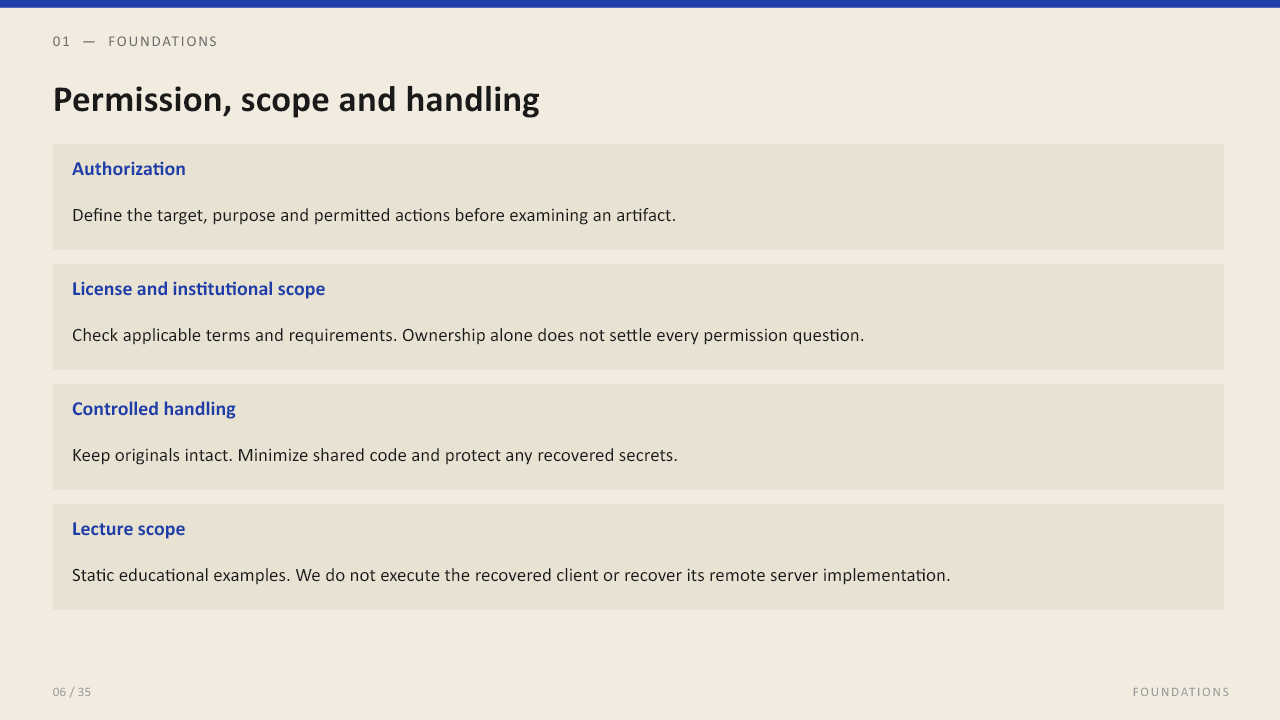 01 — FOUNDATIONS
Permission, scope and handling
Authorization
Define the target, purpose and permitted actions before examining an artifact.
License and institutional scope
Check applicable terms and requirements. Ownership alone does not settle every permission question.
Controlled handling
Keep originals intact. Minimize shared code and protect any recovered secrets.
Lecture scope
Static educational examples. We do not execute the recovered client or recover its remote server implementation.
06 / 35
FOUNDATIONS